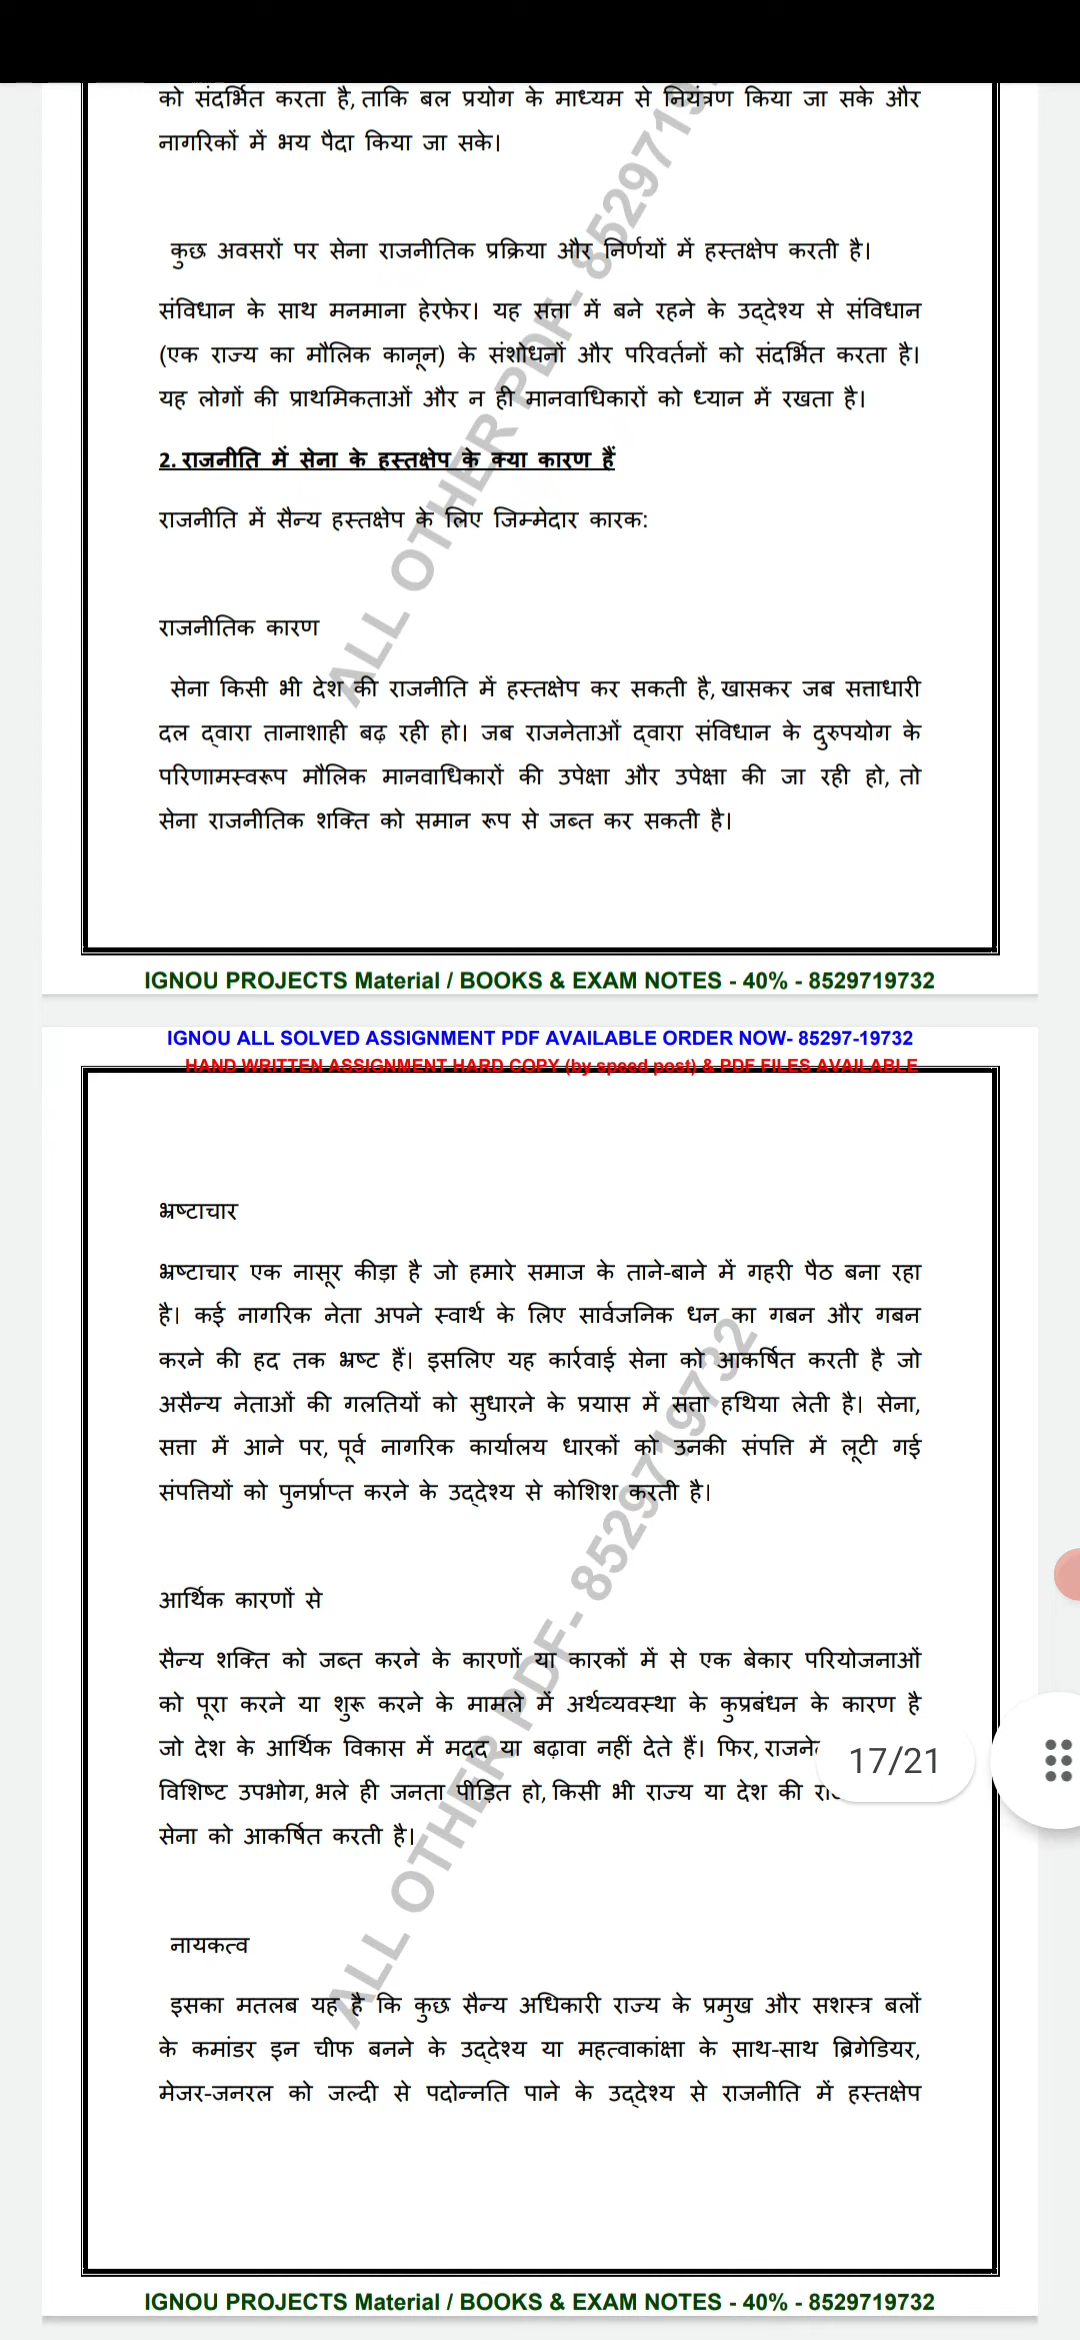 को संदर्भित करता है, ताकि बल प्रयोग के माध्यम से नियंत्रण किया जा सके और
नागरिकों में भय पैदा किया जा सके।
कुछ अवसरों पर सेना राजनीतिक प्रक्रिया और निर्णयों में हस्तक्षेप करती है।
संविधान के साथ मनमाना हेरफेर। यह सत्ता में बने रहने के उद्देश्य से संविधान
(एक राज्य का मौलिक कानून) के संशोधनों और परिवर्तनों को संदर्भित करता है।
यह लोगों की प्राथमिकताओं और न ही मानवाधिकारों को ध्यान में रखता है।
2. राजनीति में सेना के हस्तक्षेप के क्या कारण हैं
राजनीति में सैन्य हस्तक्षेप के लिए जिम्मेदार कारक:
राजनीतिक कारण
सेना किसी भी देश की राजनीति में हस्तक्षेप कर सकती है, खासकर जब सत्ताधारी
दल द्वारा तानाशाही बढ़ रही हो। जब राजनेताओं द्वारा संविधान के दुरुपयोग के
परिणामस्वरूप मौलिक मानवाधिकारों की उपेक्षा और उपेक्षा की जा रही हो, तो
सेना राजनीतिक शक्ति को समान रूप से जब्त कर सकती है।
ALL OTHER PDF- 8529719
IGNOU PROJECTS Material / BOOKS & EXAM NOTES - 40% - 8529719732
IGNOU ALL SOLVED ASSIGNMENT PDF AVAILABLE ORDER NOW- 85297-19732
HAND WRITTEN ASSIGNMENT HARD COPY (by speed post) & PDF FILES AVAILABLE
भ्रष्टाचार
भ्रष्टाचार एक नासूर कीड़ा है जो हमारे समाज के ताने-बाने में गहरी पैठ बना रहा
है। कई नागरिक नेता अपने स्वार्थ के लिए सार्वजनिक धन का गबन और गबन
करने की हद तक भ्रष्ट हैं। इसलिए यह कार्रवाई सेना को आकर्षित करती है जो
असैन्य नेताओं की गलतियों को सुधारने के प्रयास में सत्ता हथिया लेती है। सेना,
सत्ता में आने पर, पूर्व नागरिक कार्यालय धारकों को उनकी संपत्ति में लूटी गई
संपत्तियों को पुनर्प्राप्त करने के उद्देश्य से कोशिश करती है।
आर्थिक कारणों से
सैन्य शक्ति को जब्त करने के कारणों या कारकों में से एक बेकार परियोजनाओं
को पूरा करने या शुरू करने के मामले में अर्थव्यवस्था के कुप्रबंधन के कारण है
जो देश के आर्थिक विकास में मदद या बढ़ावा नहीं देते हैं। फिर,
17/21
विशिष्ट उपभोग, भले ही जनता पीड़ित हो, किसी भी राज्य या देश की
सेना को आकर्षित करती है।
नायकत्व
इसका मतलब यह है कि कुछ सैन्य अधिकारी राज्य के प्रमुख और सशस्त्र बलों
के कमांडर इन चीफ बनने के उद्देश्य या महत्वाकांक्षा के साथ-साथ ब्रिगेडियर,
मेजर-जनरल को जल्दी से पदोन्नति पाने के उद्देश्य से राजनीति में हस्तक्षेप
ALL OTHER PDF- 8529719732
IGNOU PROJECTS Material / BOOKS & EXAM NOTES - 40% - 8529719732